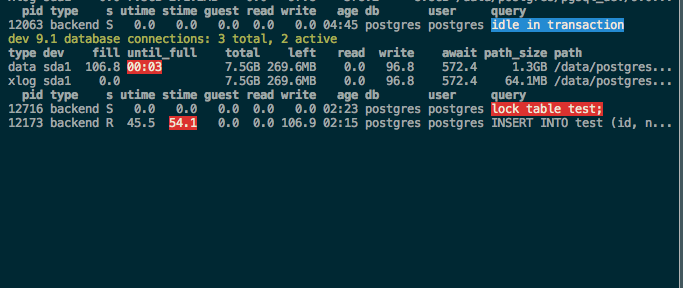 pid type s utime stime guest read write age db user query
12063 backend S 0.0 0.0 0.0 0.0 0.0 04:45 postgres postgres idle in transaction
dev 9.1 database connections: 3 total, 2 active
type dev fill until_full total left read write await path_size path
data sda1 106.8 00:03 7.5GB 269.6MB 0.0 96.8 572.4 1.3GB /data/postgres...
xlog sda1 0.0 7.5GB 269.6MB 0.0 96.8 572.4 64.1MB /data/postgres...
pid type s utime stime guest read write age db user query
12716 backend S 0.0 0.0 0.0 0.0 0.0 02:23 postgres postgres lock table test;
12173 backend R 45.5 54.1 0.0 0.0 106.9 02:15 postgres postgres INSERT INTO test (id, n...